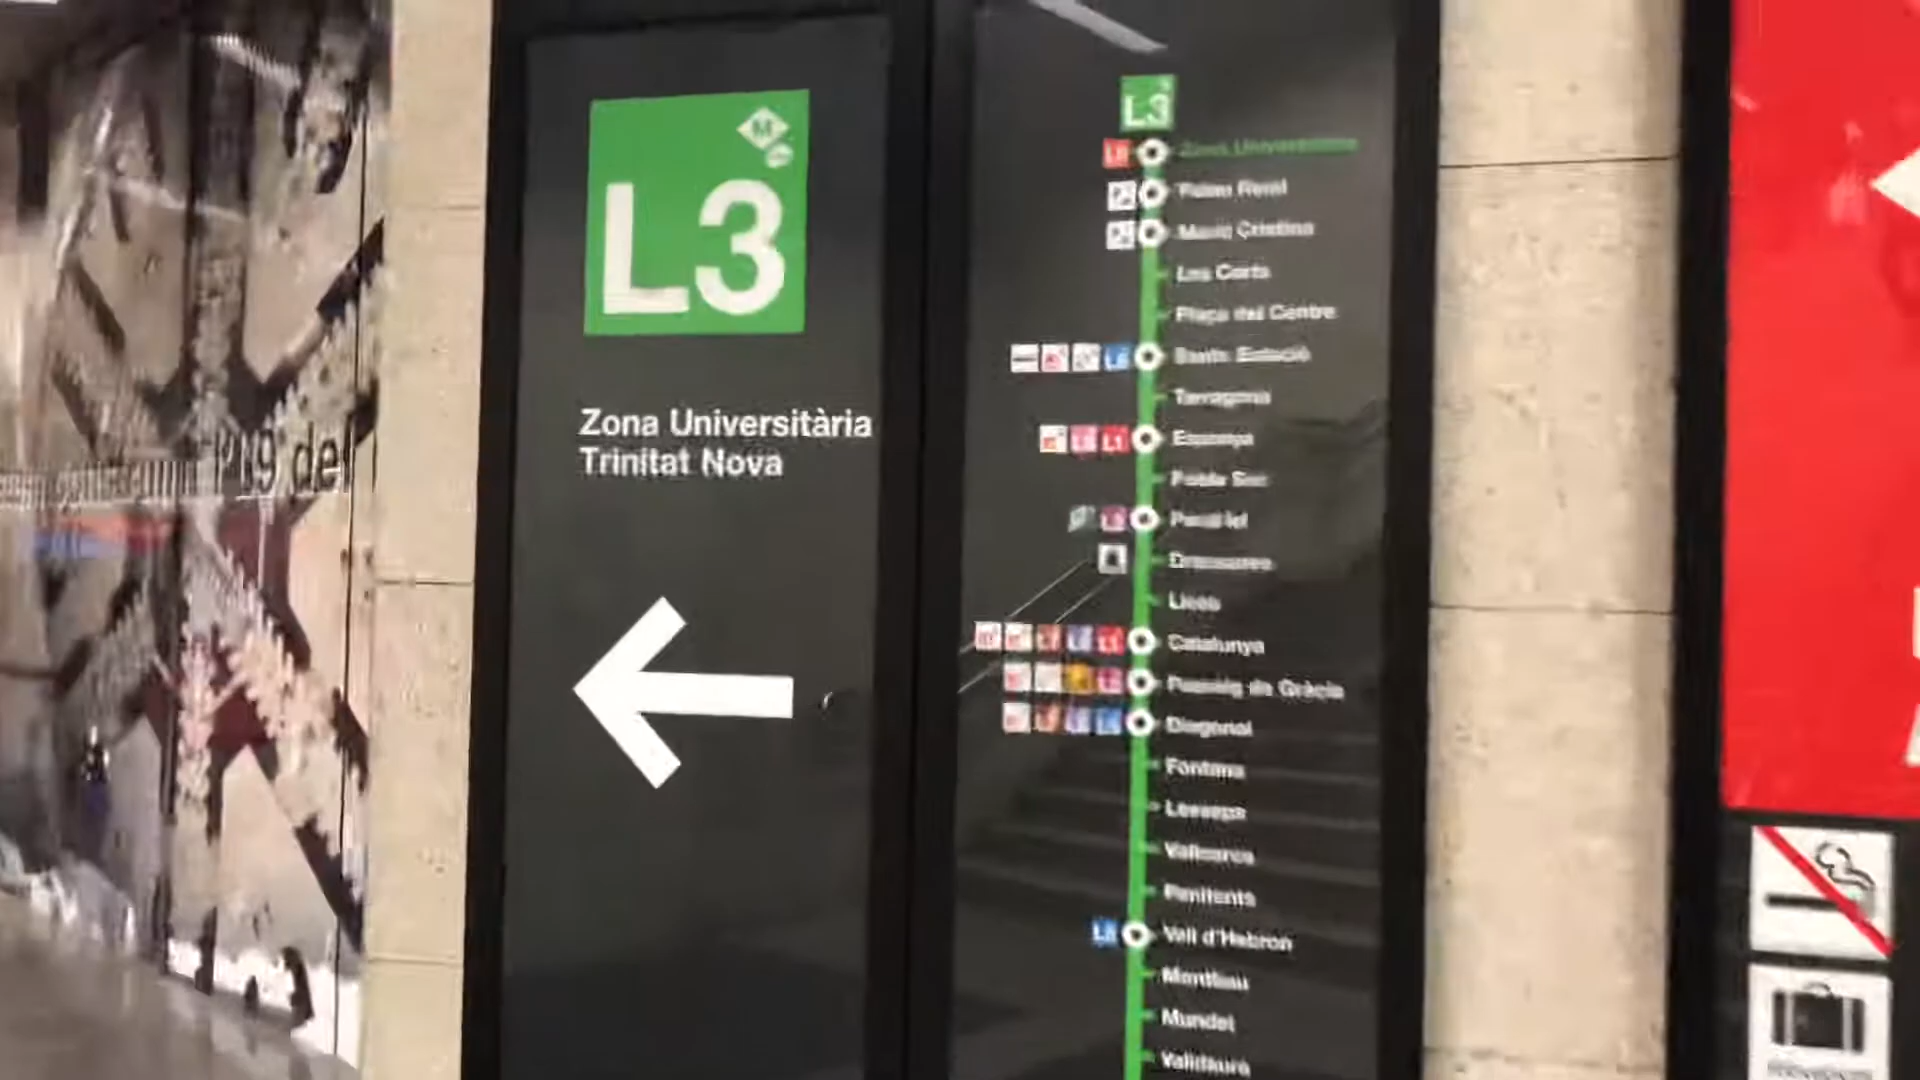 L3
M
Zona Universitària
Trinitat Nova
L3
Zona Universitària
Palau Reial
Maria Cristina
Les Corts
Plaça del Centre
Sants Estació
Tarragona
L1
Espanya
Poble Sec
Paral·lel
Drassanes
Liceu
L1
Catalunya
Passeig de Gràcia
Diagonal
Fontana
Lesseps
Vallcarca
Penitents
Vall d'Hebron
Montbau
Mundet
Valldaura